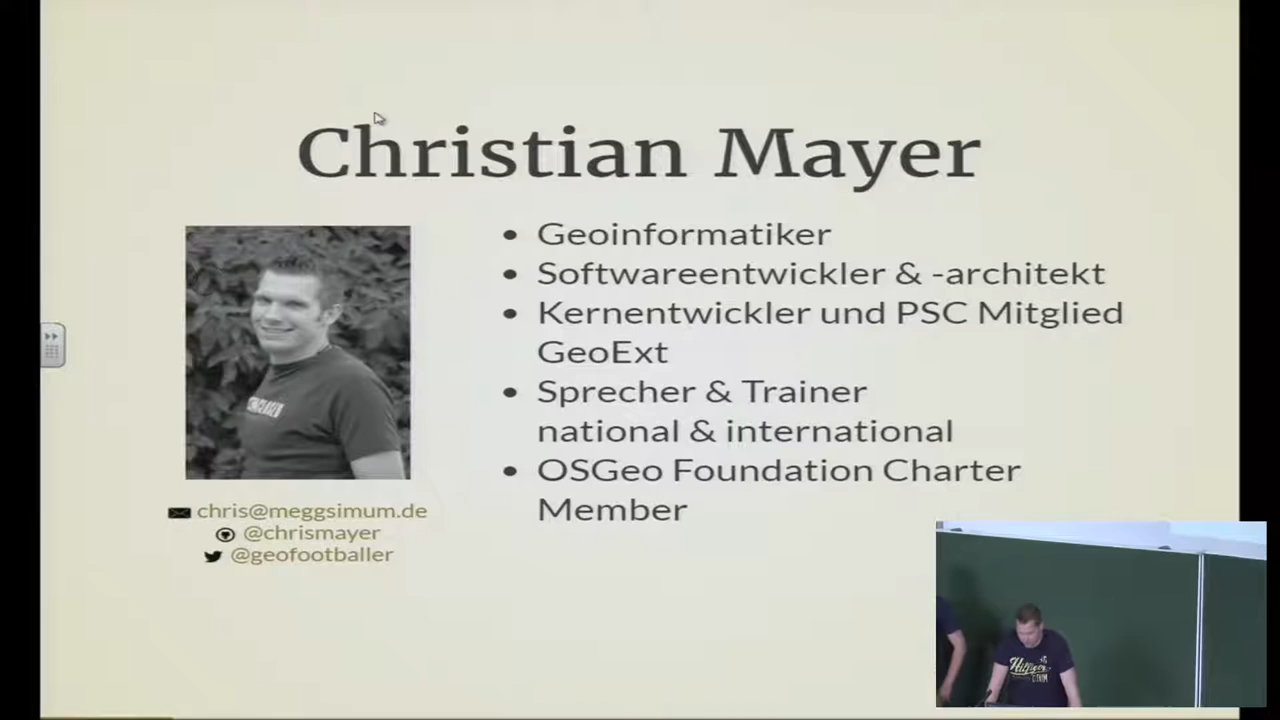 Christian Mayer
• Geoinformatiker
• Softwareentwickler & -architekt
• Kernentwickler und PSC Mitglied
GeoExt
• Sprecher & Trainer
national & international
• OSGeo Foundation Charter
Member
chris@meggsimum.de
@chrismayer
@geofootballer